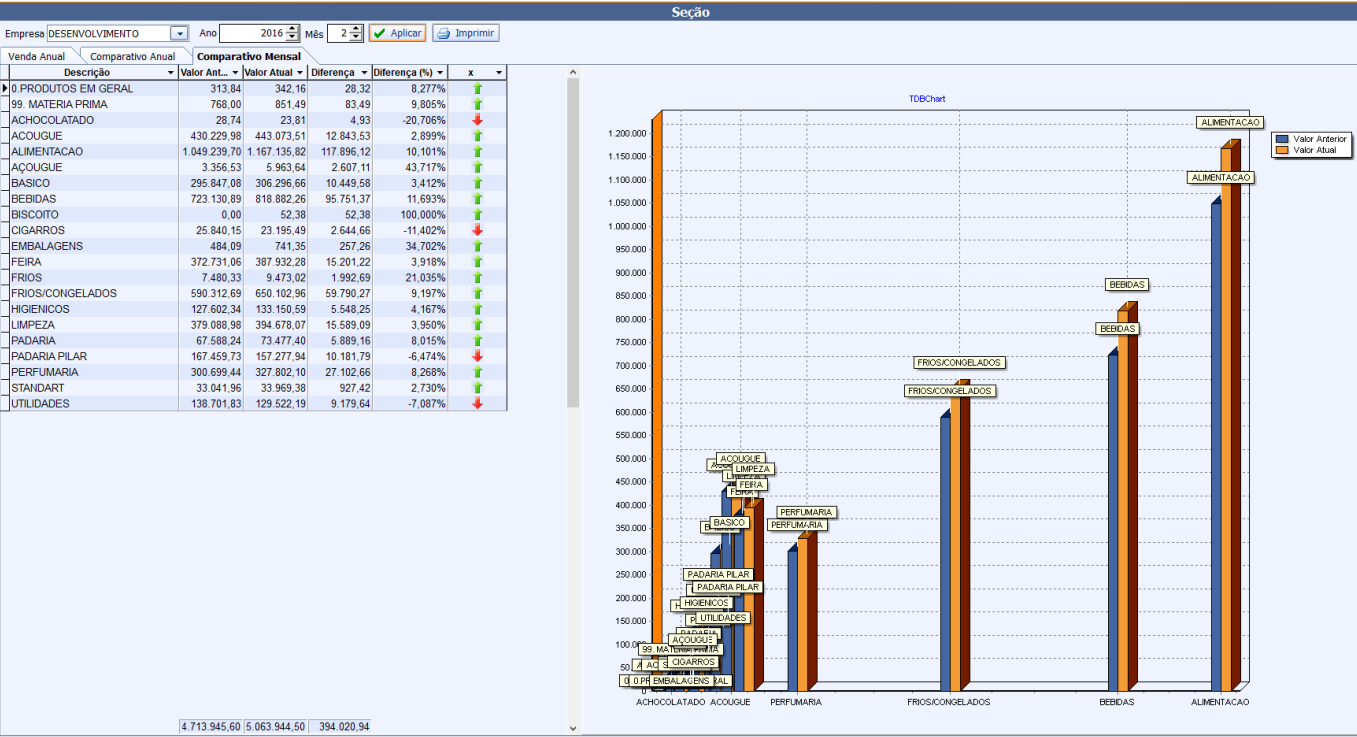 Seção
Empresa DESENVOLVIMENTO Ano 2016 Mês 2 Aplicar Imprimir
Venda Anual Comparativo Anual Comparativo Mensal
Descrição Valor Ant... Valor Atual Diferença Diferença (%) x
0.PRODUTOS EM GERAL 313,84 342,16 28,32 8,277%
99. MATERIA PRIMA 768,00 851,49 83,49 9,805%
ACHOCOLATADO 28,74 23,81 4,93 -20,706%
ACOUGUE 430.229,98 443.073,51 12.843,53 2,899%
ALIMENTACAO 1.049.239,70 1.167.135,82 117.896,12 10,101%
AÇOUGUE 3.356,53 5.963,64 2.607,11 43,717%
BASICO 295.847,08 306.296,66 10.449,58 3,412%
BEBIDAS 723.130,89 818.882,26 95.751,37 11,693%
BISCOITO 0,00 52,38 52,38 100,000%
CIGARROS 25.840,15 23.195,49 2.644,66 -11,402%
EMBALAGENS 484,09 741,35 257,26 34,702%
FEIRA 372.731,06 387.932,28 15.201,22 3,918%
FRIOS 7.480,33 9.473,02 1.992,69 21,035%
FRIOS/CONGELADOS 590.312,69 650.102,96 59.790,27 9,197%
HIGIENICOS 127.602,34 133.150,59 5.548,25 4,167%
LIMPEZA 379.088,98 394.678,07 15.589,09 3,950%
PADARIA 67.588,24 73.477,40 5.889,16 8,015%
PADARIA PILAR 167.459,73 157.277,94 10.181,79 -6,474%
PERFUMARIA 300.699,44 327.802,10 27.102,66 8,268%
STANDART 33.041,96 33.969,38 927,42 2,730%
UTILIDADES 138.701,83 129.522,19 9.179,64 -7,087%
4.713.945,60 5.063.944,50 394.020,94
TDBChart
Valor Anterior
Valor Atual
1.200.000
1.150.000
1.100.000
1.050.000
1.000.000
950.000
900.000
850.000
800.000
750.000
700.000
650.000
600.000
550.000
500.000
450.000
400.000
350.000
300.000
250.000
200.000
150.000
ALIMENTACAO
ALIMENTACAO
BEBIDAS
BEBIDAS
FRIOS/CONGELADOS
FRIOS/CONGELADOS
ACOUGUE
LIMPEZA
FEIRA
BASICO
PERFUMARIA
PERFUMARIA
PADARIA PILAR
PADARIA PILAR
HIGIENICOS
UTILIDADES
AÇOUGUE
99. MATERIA PRIMA
CIGARROS
EMBALAGENS
0
ACHOCOLATADO ACOUGUE PERFUMARIA FRIOS/CONGELADOS BEBIDAS ALIMENTACAO